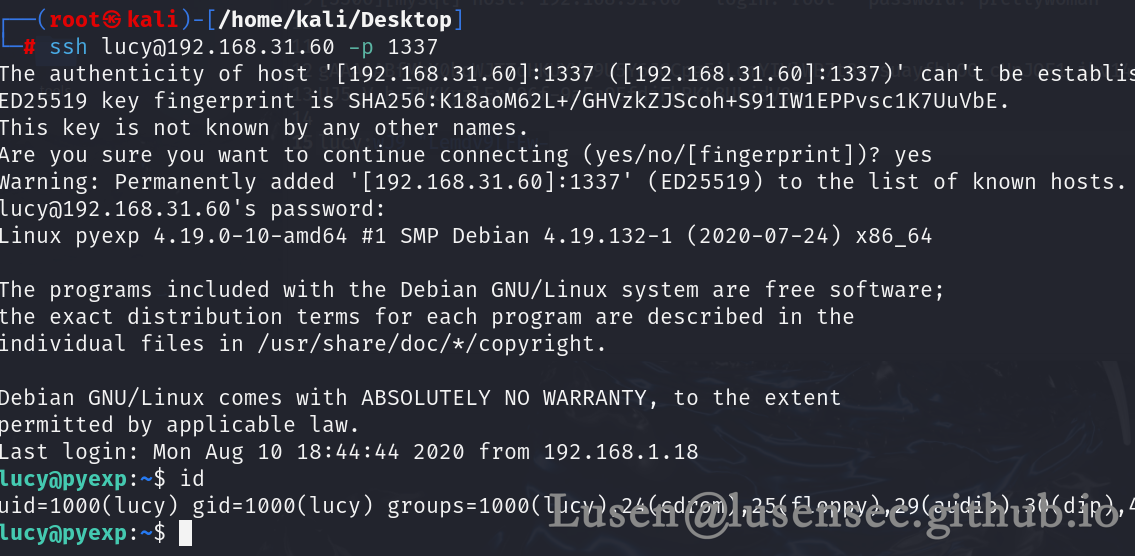 ┌──(root㉿kali)-[/home/kali/Desktop]
└─# ssh lucy@192.168.31.60 -p 1337
The authenticity of host '[192.168.31.60]:1337 ([192.168.31.60]:1337)' can't be establis
ED25519 key fingerprint is SHA256:K18aoM62L+/GHVzkZJScoh+S91IW1EPPvsc1K7UuVbE.
This key is not known by any other names.
Are you sure you want to continue connecting (yes/no/[fingerprint])? yes
Warning: Permanently added '[192.168.31.60]:1337' (ED25519) to the list of known hosts.
lucy@192.168.31.60's password:
Linux pyexp 4.19.0-10-amd64 #1 SMP Debian 4.19.132-1 (2020-07-24) x86_64
The programs included with the Debian GNU/Linux system are free software;
the exact distribution terms for each program are described in the
individual files in /usr/share/doc/*/copyright.
Debian GNU/Linux comes with ABSOLUTELY NO WARRANTY, to the extent
permitted by applicable law.
Last login: Mon Aug 10 18:44:44 2020 from 192.168.1.18
lucy@pyexp:~$ id
uid=1000(lucy) gid=1000(lucy) groups=1000(lucy),24(cdrom),25(floppy),29(audio),30(dip),4
lucy@pyexp:~$
Lusen@lusensec.github.io